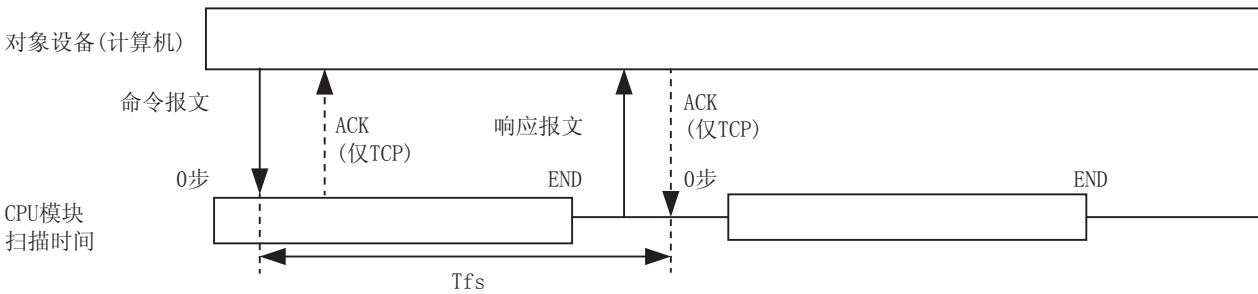 对象设备(计算机)
命令报文
ACK
(仅TCP)
响应报文
ACK
(仅TCP)
0步
END
0步
END
CPU模块
扫描时间
Tfs